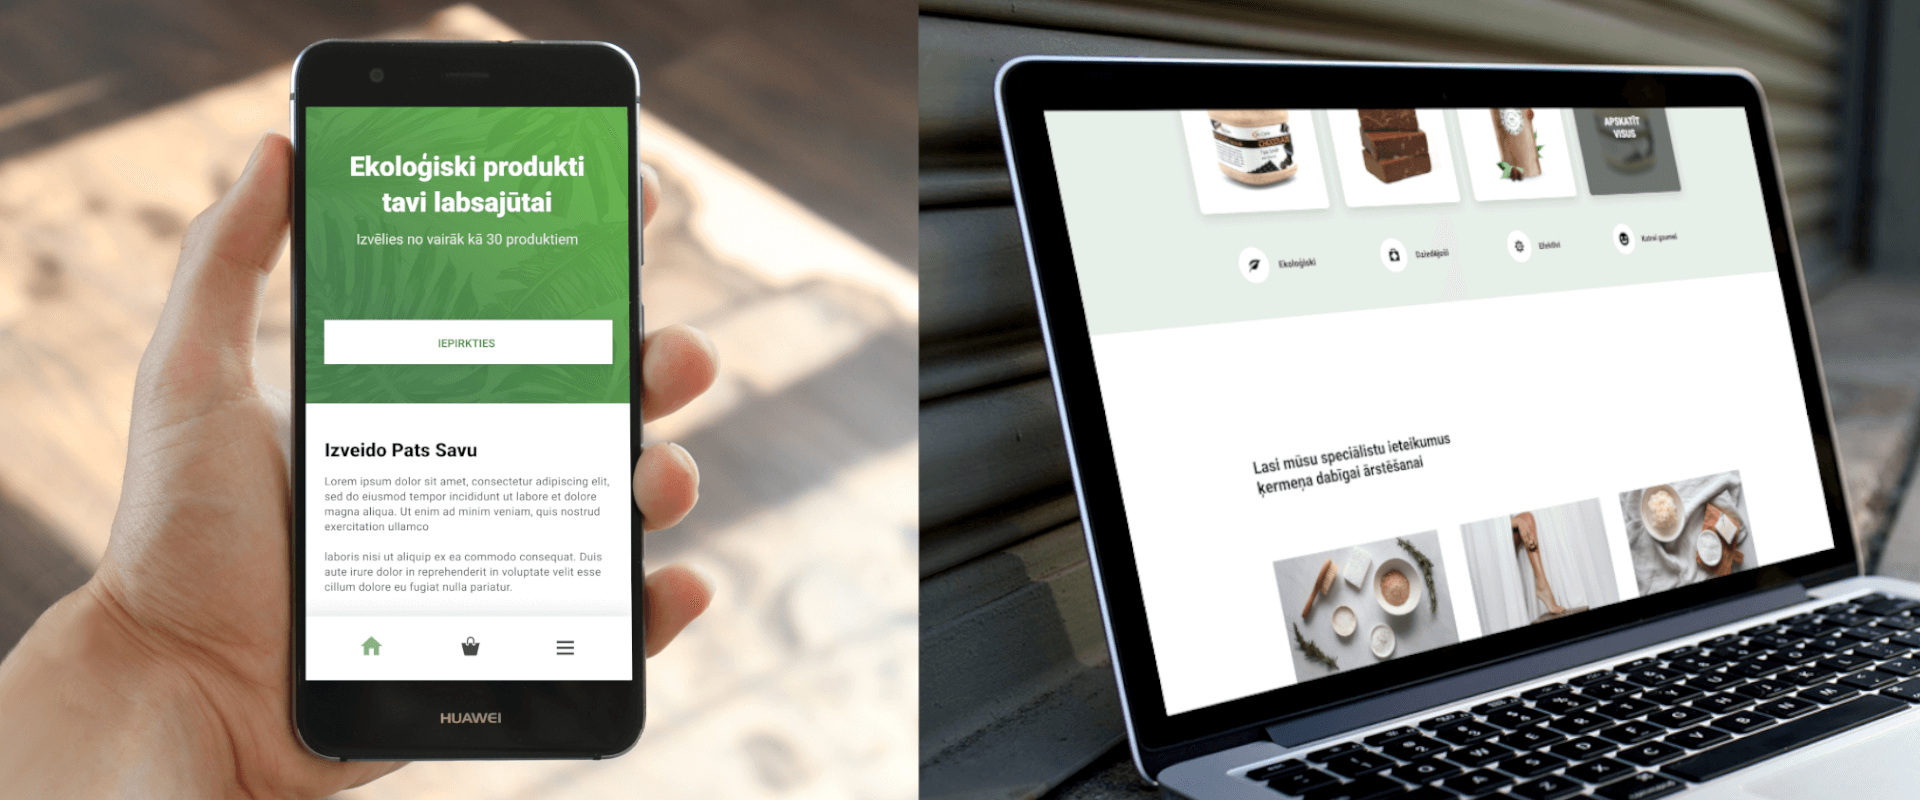 Ekoloģiski produkti
tavi labsajūtai
Izvēlies no vairāk kā 30 produktiem
IEPIRKTIES
Izveido Pats Savu
Lorem ipsum dolor sit amet, consectetur adipiscing elit,
sed do eiusmod tempor incididunt ut labore et dolore
magna aliqua. Ut enim ad minim veniam, quis nostrud
exercitation ullamco
laboris nisi ut aliquip ex ea commodo consequat. Duis
aute irure dolor in reprehenderit in voluptate velit esse
cillum dolore eu fugiat nulla pariatur.
HUAWEI
APSKATĪT
VISUS
Ekoloģiski
Dziedējoši
Efektīvi
Katrai gaumei
Lasi mūsu speciālistu ieteikumus
ķermeņa dabīgai ārstēšanai